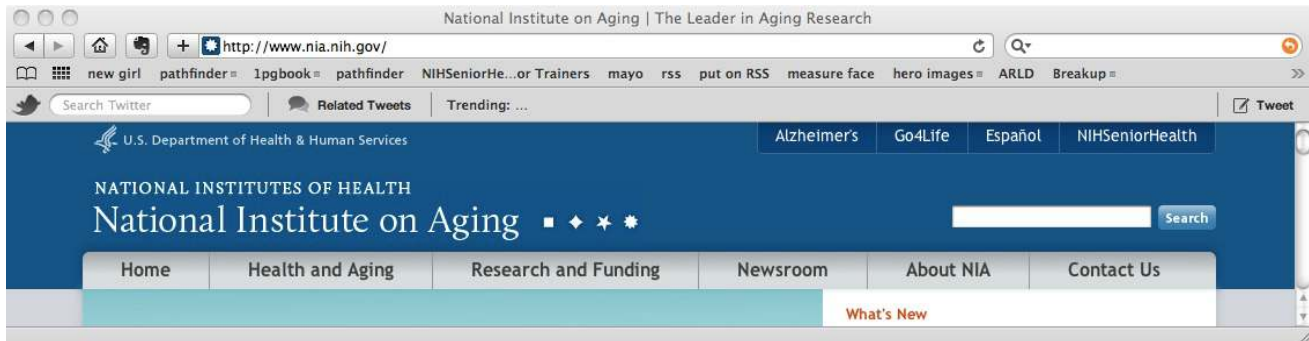 National Institute on Aging | The Leader in Aging Research
+ http://www.nia.nih.gov/
new girl pathfinder 1pgbook pathfinder NIHSeniorHe...or Trainers mayo rss put on RSS measure face hero images ARLD Breakup >>
Search Twitter Related Tweets Trending: ... Tweet
U.S. Department of Health & Human Services Alzheimer's Go4Life Español NIHSeniorHealth
NATIONAL INSTITUTES OF HEALTH
National Institute on Aging
Search
Home Health and Aging Research and Funding Newsroom About NIA Contact Us
What's New